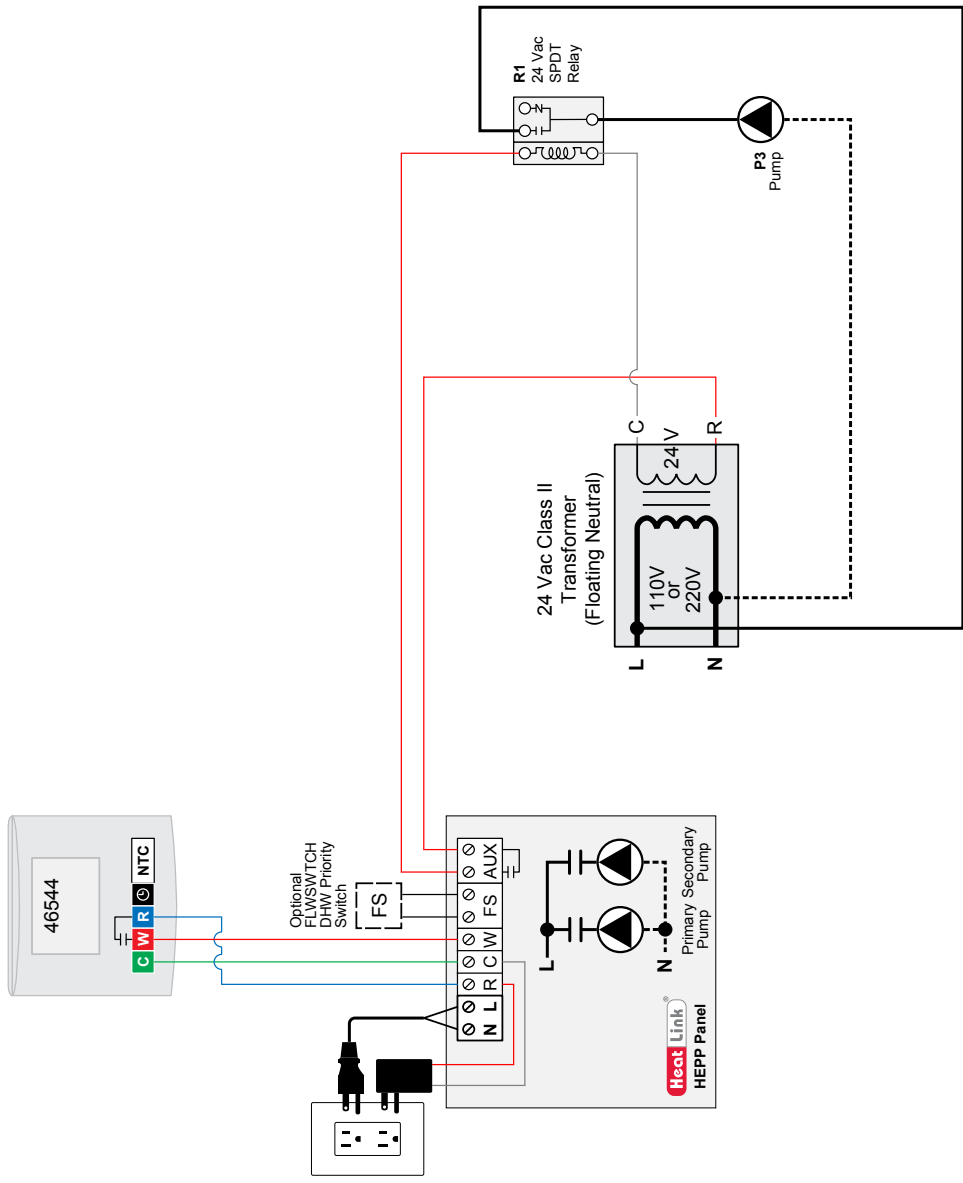 46544
C W R NTC
Optional
FLWSWTCH
DHW Priority
Switch
FS
N L R C W FS AUX
L
N
Primary Pump
Secondary Pump
Heat Link®
HEPP Panel
24 Vac Class II
Transformer
(Floating Neutral)
L
N
110V
or
220V
24 V
C
R
R1
24 Vac
SPDT
Relay
P3
Pump